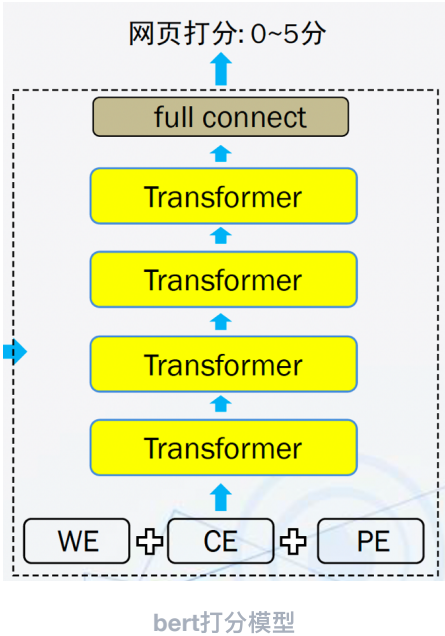 网页打分: 0~5分
full connect
Transformer
Transformer
Transformer
Transformer
WE CE PE
bert打分模型